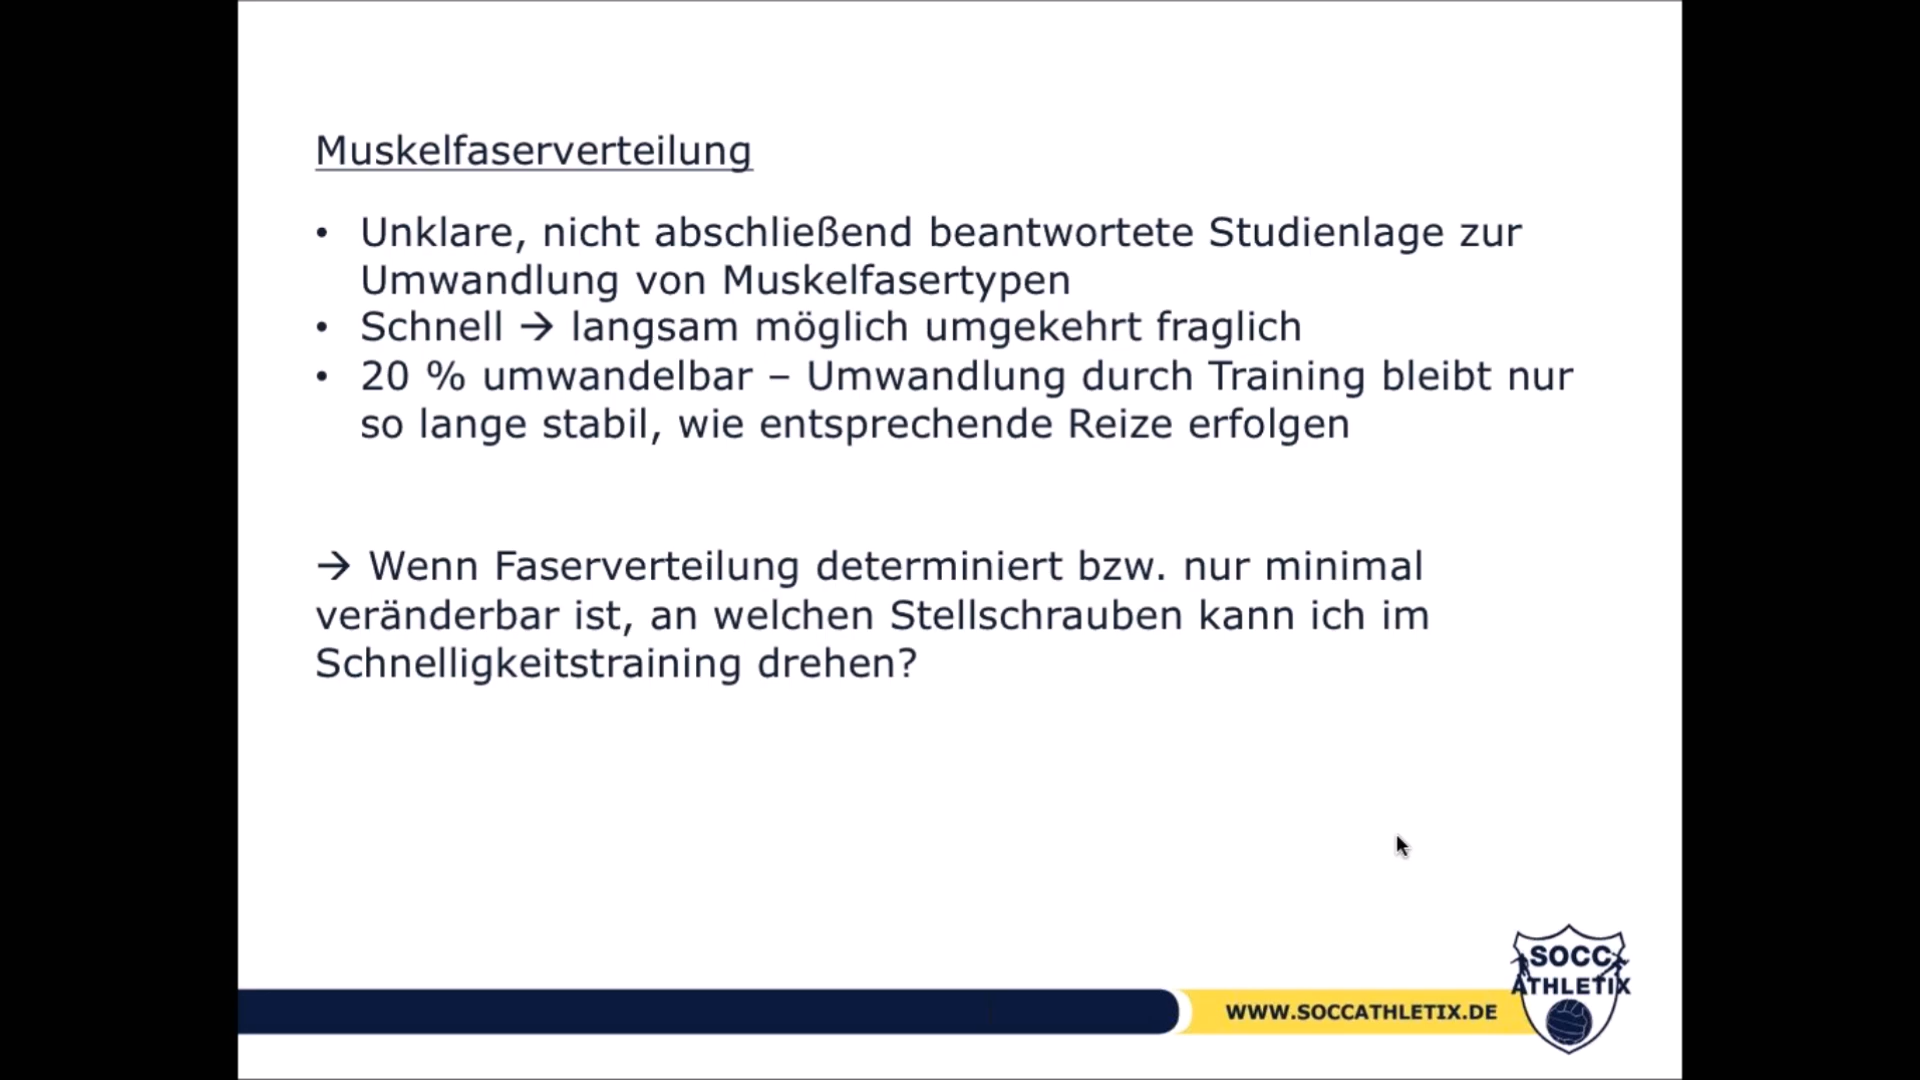 Muskelfaserverteilung
• Unklare, nicht abschließend beantwortete Studienlage zur
Umwandlung von Muskelfasertypen
• Schnell → langsam möglich umgekehrt fraglich
• 20 % umwandelbar – Umwandlung durch Training bleibt nur
so lange stabil, wie entsprechende Reize erfolgen
→ Wenn Faserverteilung determiniert bzw. nur minimal
veränderbar ist, an welchen Stellschrauben kann ich im
Schnelligkeitstraining drehen?
SOCC
ATHLETIX
WWW.SOCCATHLETIX.DE